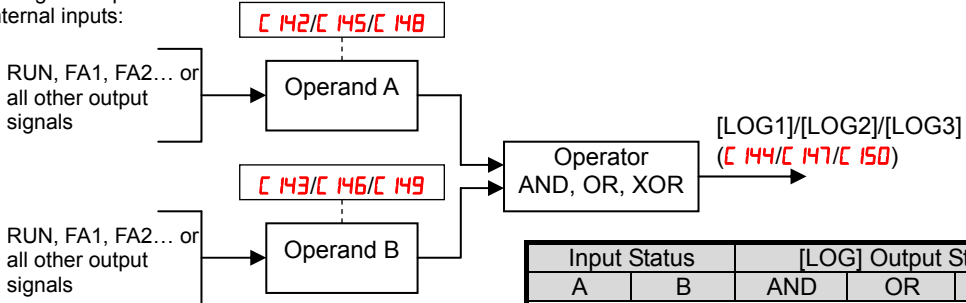 nternal inputs:
C 142/C 145/C 148
RUN, FA1, FA2… or
all other output
signals
Operand A
[LOG1]/[LOG2]/[LOG3]
(C 144/C 147/C 150)
Operator
AND, OR, XOR
C 143/C 146/C 149
RUN, FA1, FA2… or
all other output
signals
Operand B
Input Status [LOG] Output St
A B AND OR